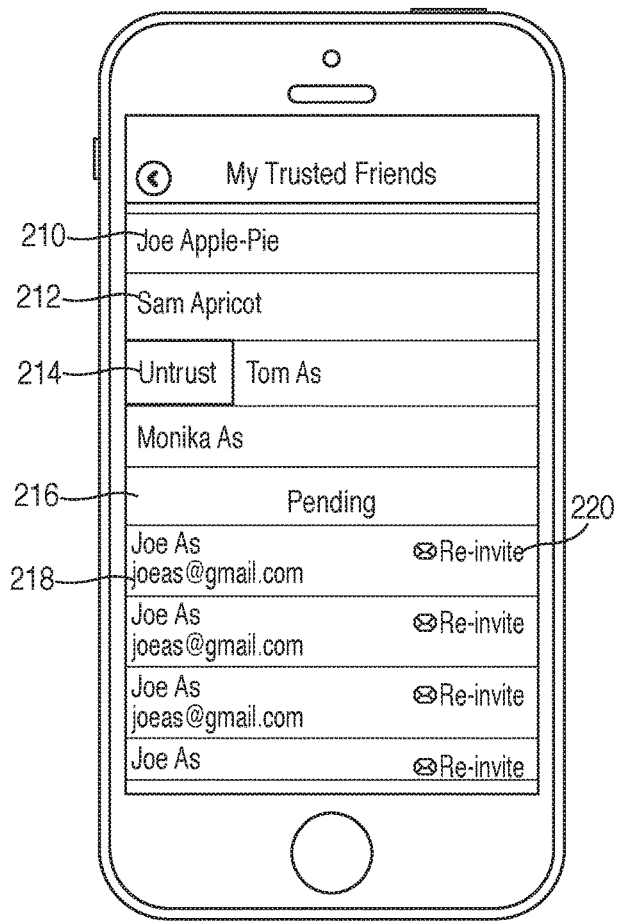 My Trusted Friends
210 Joe Apple-Pie
212 Sam Apricot
214 Untrust Tom As
Monika As
216 Pending
220
Joe As Re-invite
218 joeas@gmail.com
Joe As Re-invite
joeas@gmail.com
Joe As Re-invite
joeas@gmail.com
Joe As Re-invite